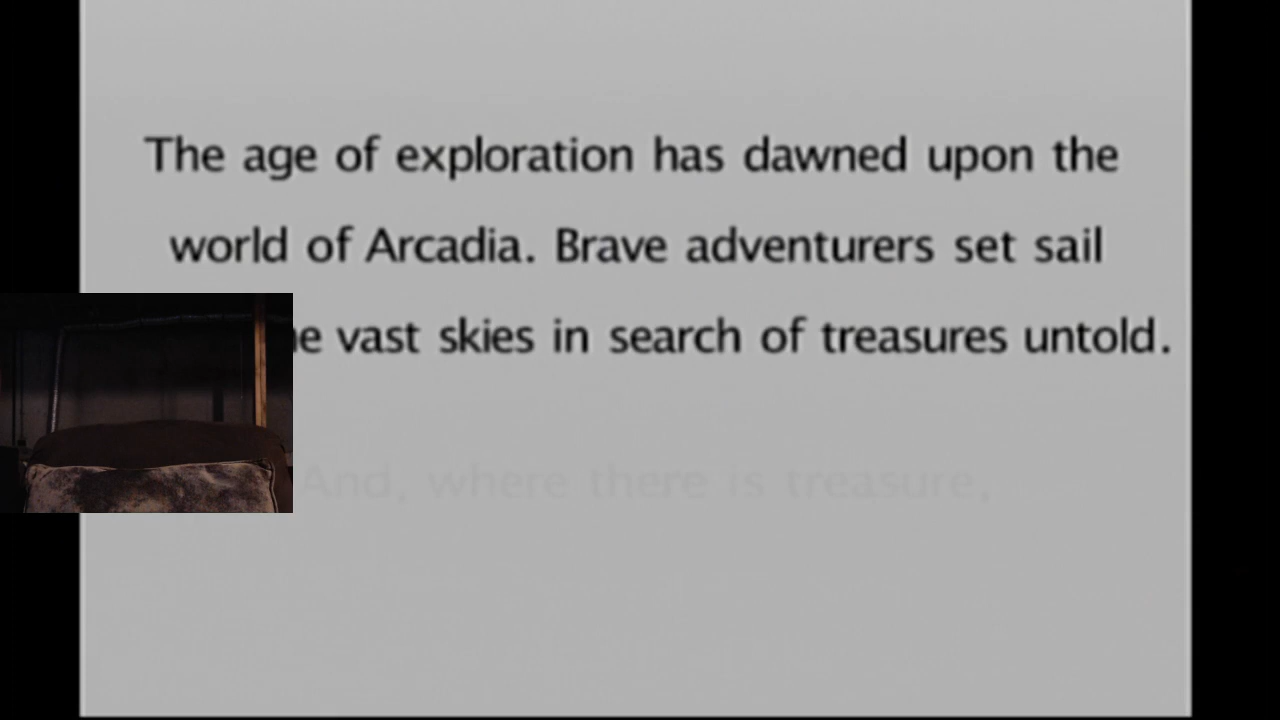 The age of exploration has dawned upon the
world of Arcadia. Brave adventurers set sail
vast skies in search of treasures untold.
And, where there is treasure,